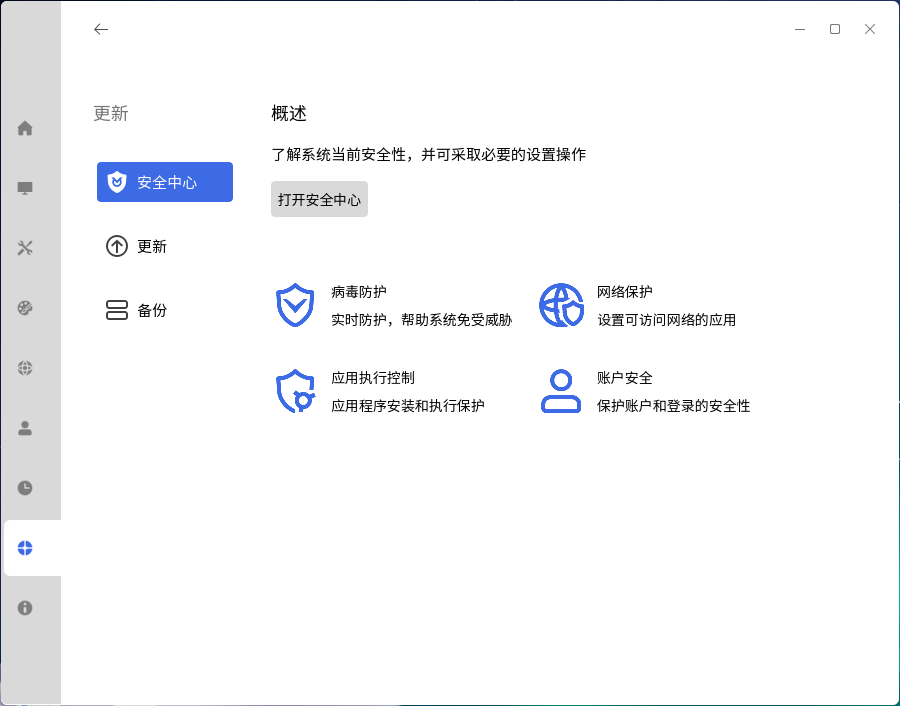 更新
安全中心
更新
备份
概述
了解系统当前安全性，并可采取必要的设置操作
打开安全中心
病毒防护
实时防护，帮助系统免受威胁
网络保护
设置可访问网络的应用
应用执行控制
应用程序安装和执行保护
账户安全
保护账户和登录的安全性